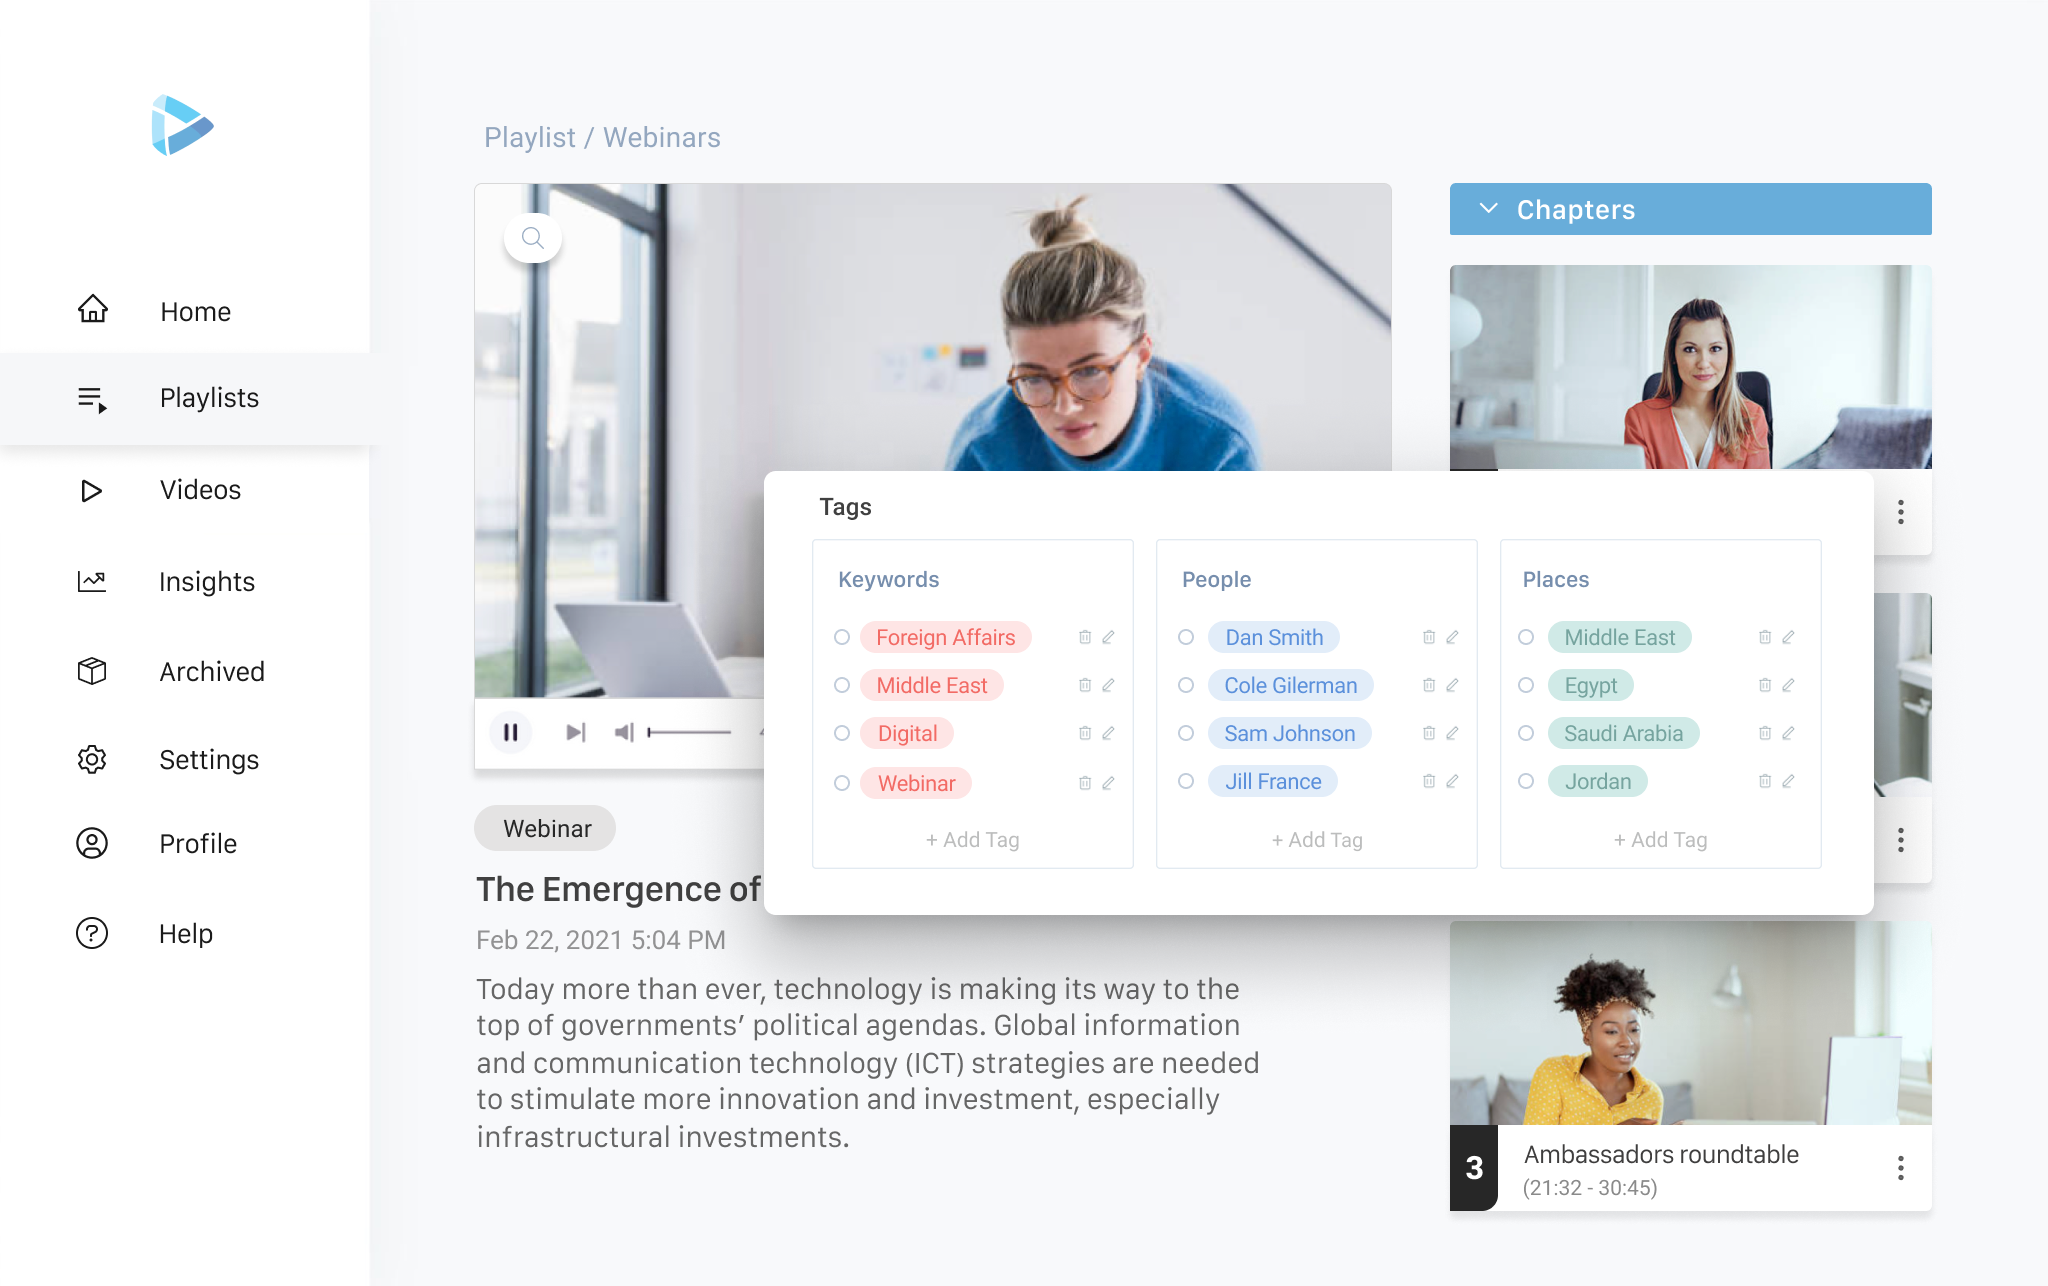 Home
Playlists
Videos
Insights
Archived
Settings
Profile
Help
Playlist / Webinars
Chapters
Tags
Keywords
Foreign Affairs
Middle East
Digital
Webinar
+ Add Tag
People
Dan Smith
Cole Gilerman
Sam Johnson
Jill France
+ Add Tag
Places
Middle East
Egypt
Saudi Arabia
Jordan
+ Add Tag
Webinar
The Emergence of
Feb 22, 2021 5:04 PM
Today more than ever, technology is making its way to the
top of governments’ political agendas. Global information
and communication technology (ICT) strategies are needed
to stimulate more innovation and investment, especially
infrastructural investments.
3
Ambassadors roundtable
(21:32 - 30:45)